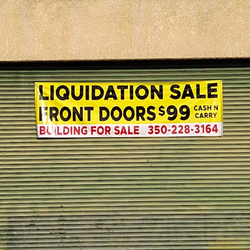 LIQUIDATION SALE
FRONT DOORS $99 CASH N CARRY
BUILDING FOR SALE 350-228-3164